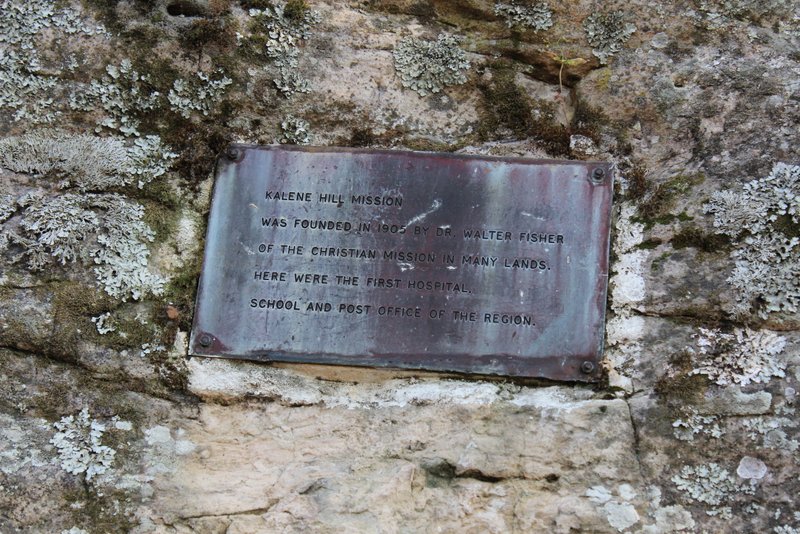 KALENE HILL MISSION
WAS FOUNDED IN 1905 BY DR. WALTER FISHER
OF THE CHRISTIAN MISSION IN MANY LANDS.
HERE WERE THE FIRST HOSPITAL,
SCHOOL AND POST OFFICE OF THE REGION.